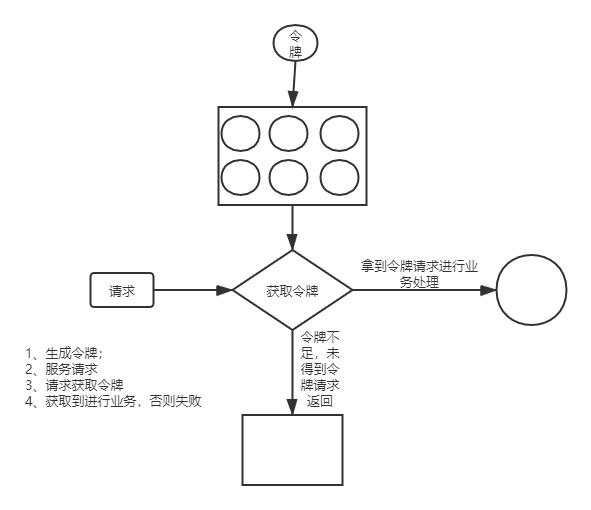 令
牌
拿到令牌请求进行业
务处理
请求
获取令牌
令牌不
足，未
得到令
牌请求
返回
1、生成令牌；
2、服务请求
3、请求获取令牌
4、获取到进行业务，否则失败